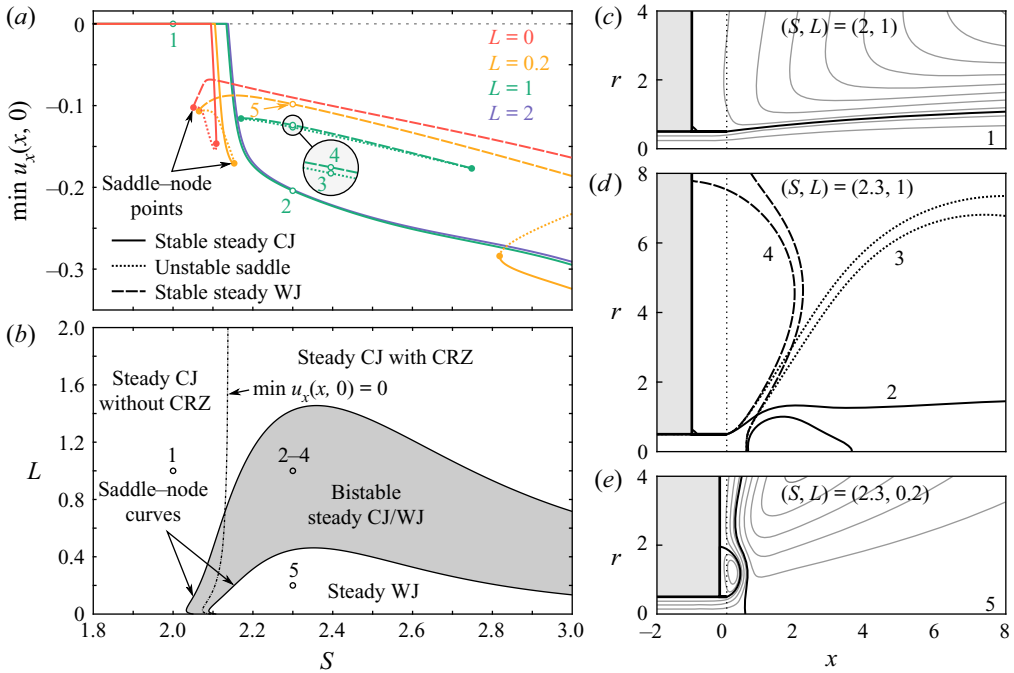 (a)
0
−0.1
−0.2
−0.3
min u_x(x, 0)
1
L = 0
L = 0.2
L = 1
L = 2
5
4
3
2
Saddle–node
points
Stable steady CJ
Unstable saddle
Stable steady WJ
(b)
2.0
1.6
1.2
0.8
0.4
0
L
Steady CJ
without CRZ
Steady CJ with CRZ
min u_x(x, 0) = 0
1
2–4
Saddle–node
curves
Bistable
steady CJ/WJ
5
Steady WJ
1.8
2.0
2.2
2.4
2.6
2.8
3.0
S
(c)
(S, L) = (2, 1)
4
2
0
r
1
(d)
(S, L) = (2.3, 1)
8
6
4
2
0
r
4
3
2
(e)
(S, L) = (2.3, 0.2)
4
2
0
r
5
−2
0
2
4
6
8
x